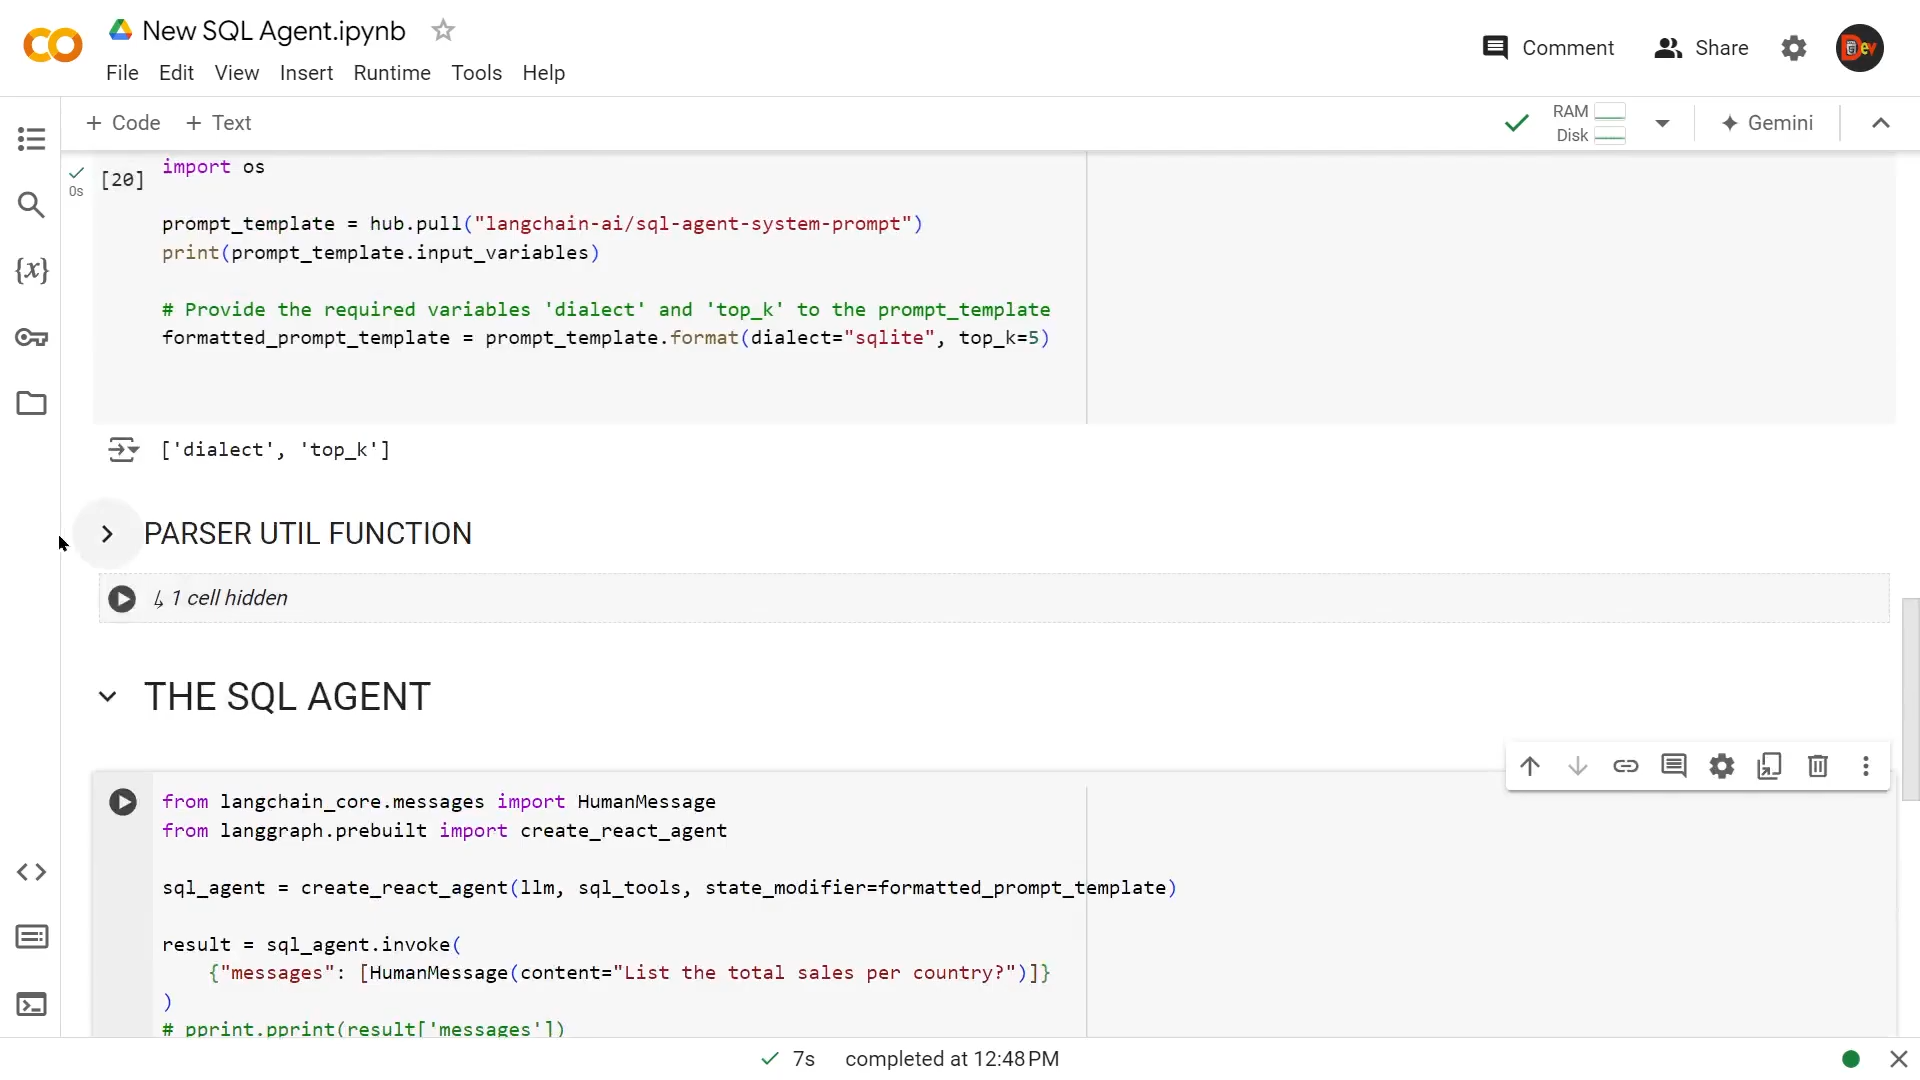 New SQL Agent.ipynb
Comment
Share
Dev
File Edit View Insert Runtime Tools Help
+ Code + Text
RAM
Disk
Gemini
[20]
0s
import os
prompt_template = hub.pull("langchain-ai/sql-agent-system-prompt")
print(prompt_template.input_variables)
# Provide the required variables 'dialect' and 'top_k' to the prompt_template
formatted_prompt_template = prompt_template.format(dialect="sqlite", top_k=5)
['dialect', 'top_k']
PARSER UTIL FUNCTION
↳ 1 cell hidden
THE SQL AGENT
from langchain_core.messages import HumanMessage
from langgraph.prebuilt import create_react_agent
sql_agent = create_react_agent(llm, sql_tools, state_modifier=formatted_prompt_template)
result = sql_agent.invoke(
{"messages": [HumanMessage(content="List the total sales per country?")]}
)
# pprint.pprint(result['messages'])
7s completed at 12:48 PM